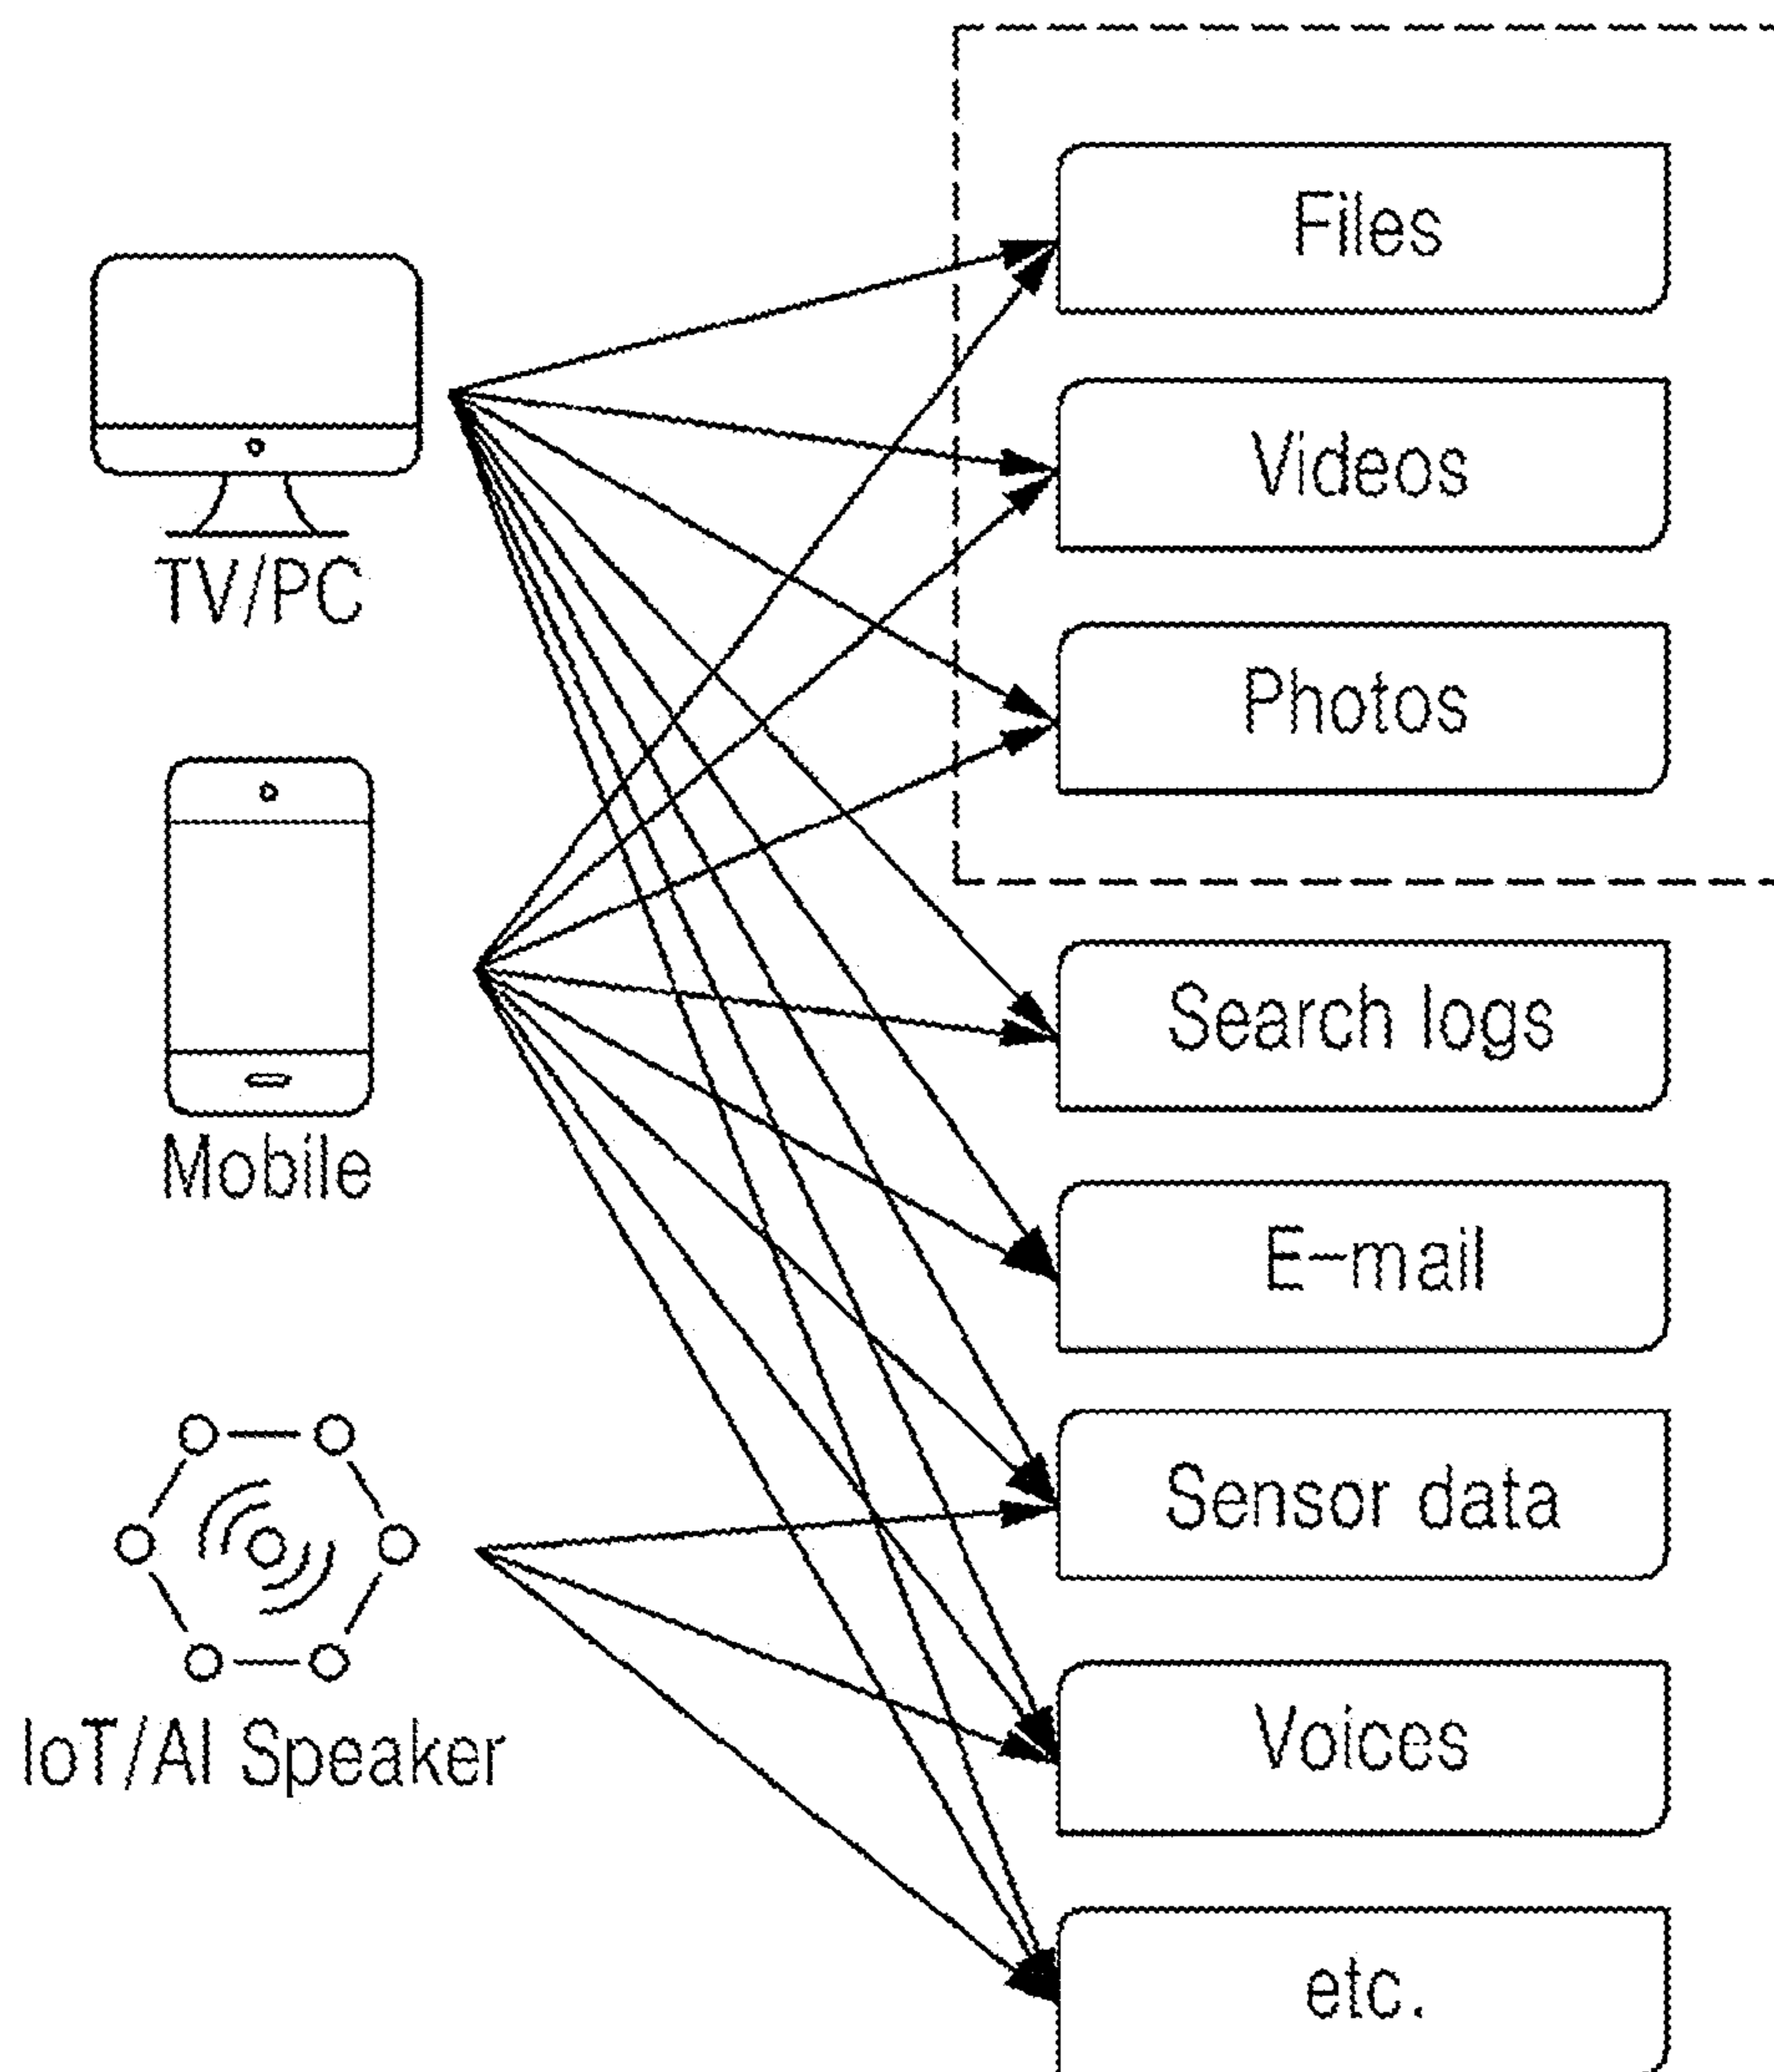 Files
Videos
TV/PC
Photos
Search logs
Mobile
E-mail
Sensor data
Voices
IoT/AI Speaker
etc.